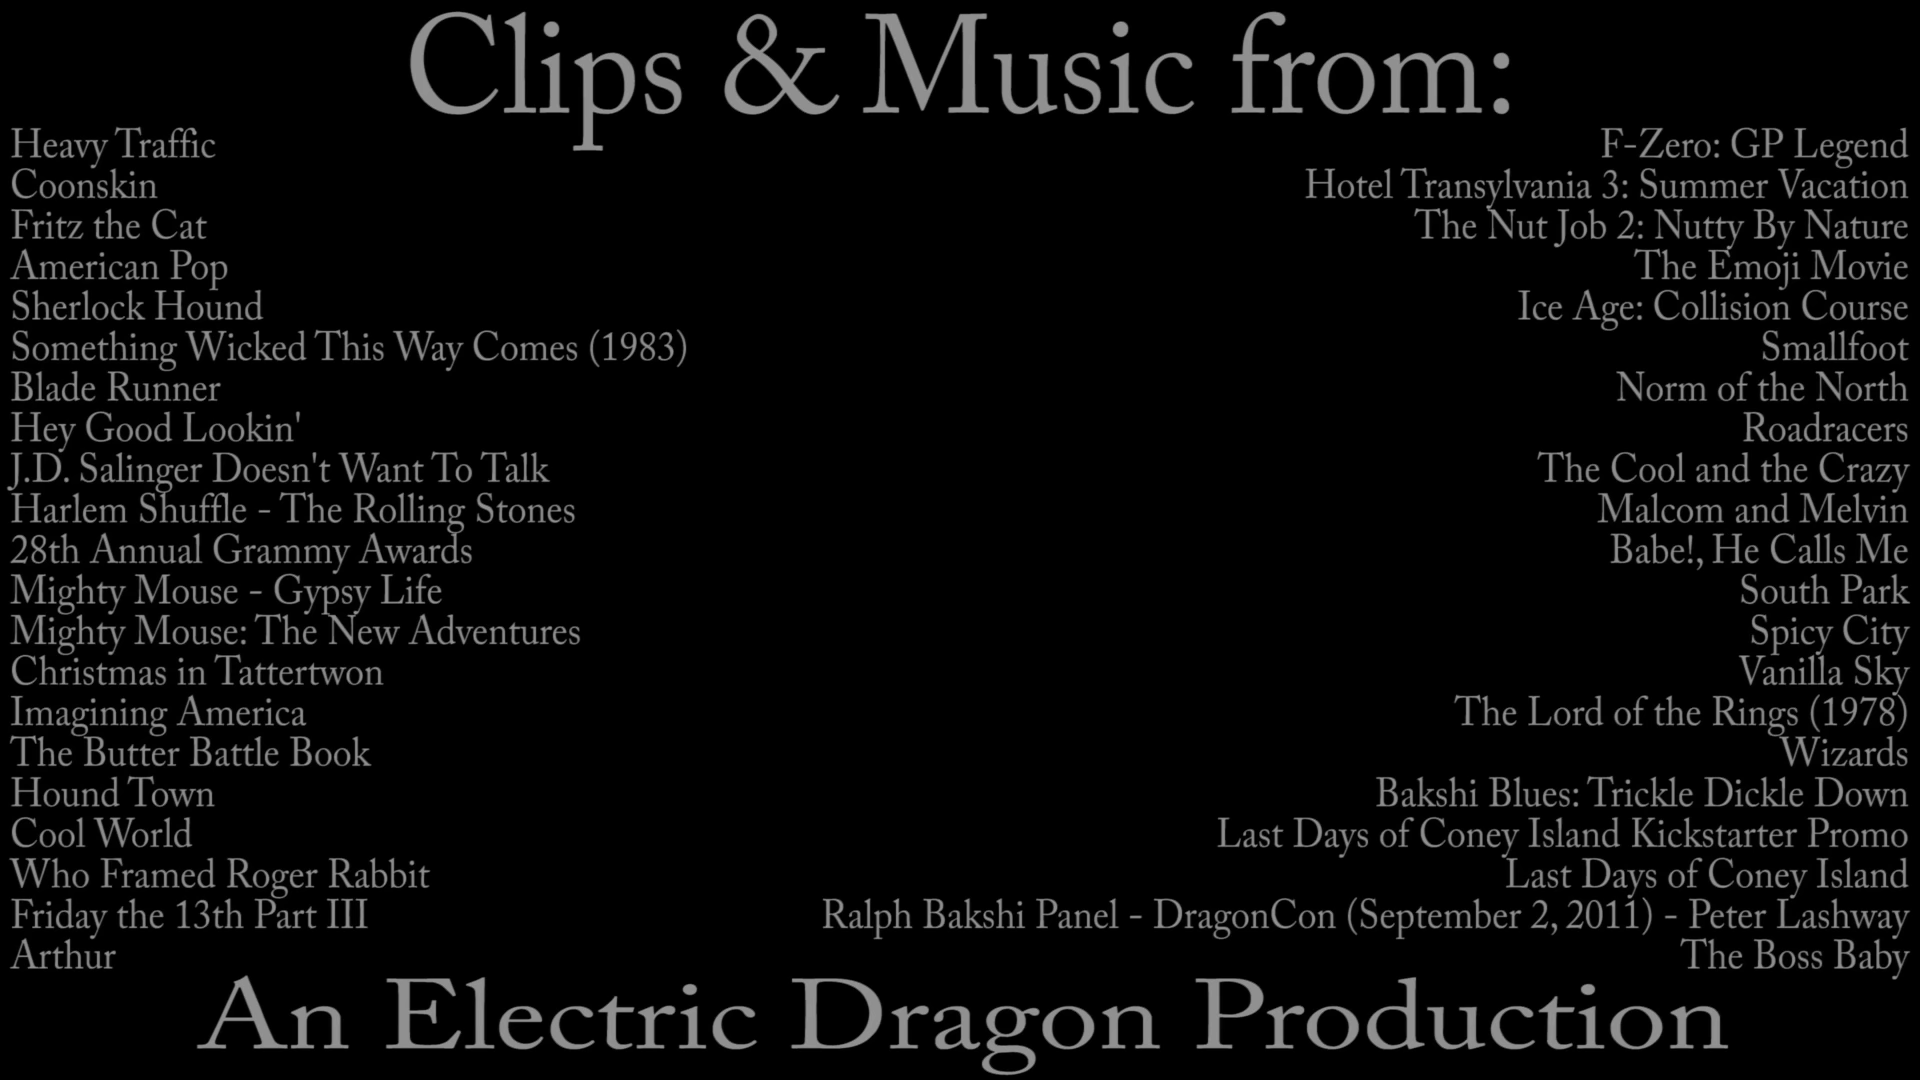 Clips & Music from:
Heavy Traffic
Coonskin
Fritz the Cat
American Pop
Sherlock Hound
Something Wicked This Way Comes (1983)
Blade Runner
Hey Good Lookin'
J.D. Salinger Doesn't Want To Talk
Harlem Shuffle - The Rolling Stones
28th Annual Grammy Awards
Mighty Mouse - Gypsy Life
Mighty Mouse: The New Adventures
Christmas in Tattertwon
Imagining America
The Butter Battle Book
Hound Town
Cool World
Who Framed Roger Rabbit
Friday the 13th Part III
Arthur
F-Zero: GP Legend
Hotel Transylvania 3: Summer Vacation
The Nut Job 2: Nutty By Nature
The Emoji Movie
Ice Age: Collision Course
Smallfoot
Norm of the North
Roadracers
The Cool and the Crazy
Malcom and Melvin
Babe!, He Calls Me
South Park
Spicy City
Vanilla Sky
The Lord of the Rings (1978)
Wizards
Bakshi Blues: Trickle Dickle Down
Last Days of Coney Island Kickstarter Promo
Last Days of Coney Island
Ralph Bakshi Panel - DragonCon (September 2, 2011) - Peter Lashway
The Boss Baby
An Electric Dragon Production